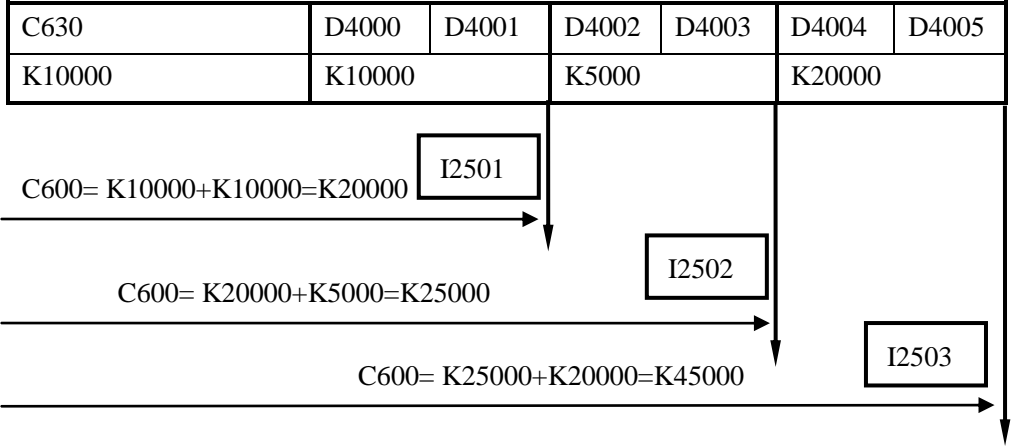 C630 D4000 D4001 D4002 D4003 D4004 D4005
K10000 K10000 K5000 K20000
I2501
C600= K10000+K10000=K20000
I2502
C600= K20000+K5000=K25000
I2503
C600= K25000+K20000=K45000